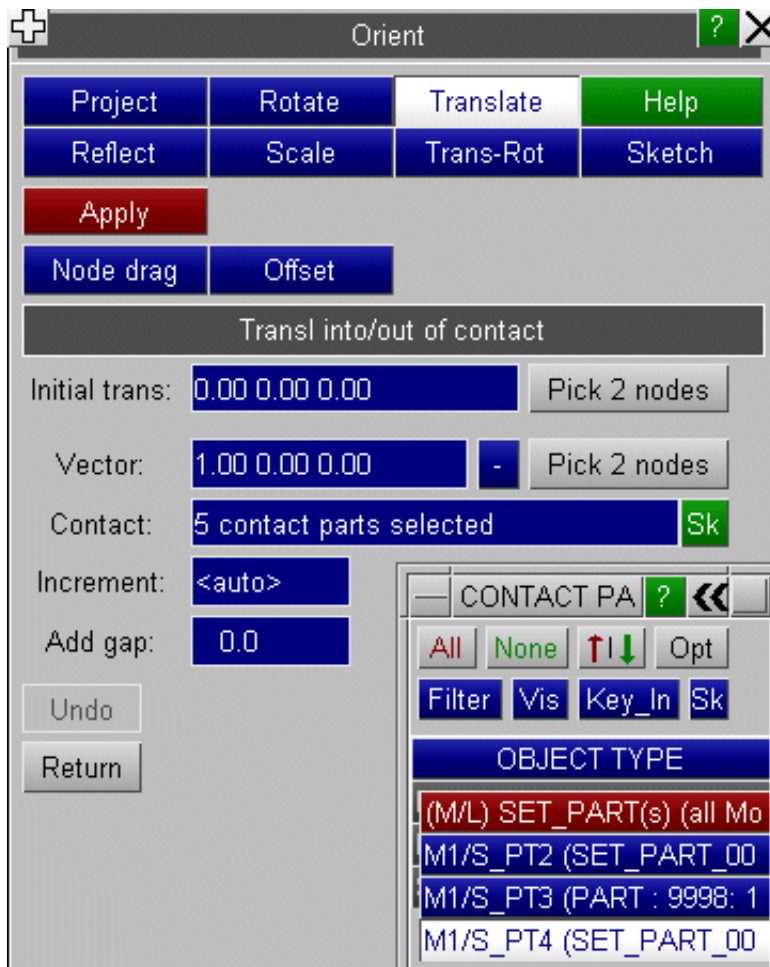 Orient ?
Project Rotate Translate Help
Reflect Scale Trans-Rot Sketch
Apply
Node drag Offset
Transl into/out of contact
Initial trans: 0.00 0.00 0.00 Pick 2 nodes
Vector: 1.00 0.00 0.00 - Pick 2 nodes
Contact: 5 contact parts selected Sk
Increment: <auto>
Add gap: 0.0
Undo
Return
CONTACT PA ?
All None Opt
Filter Vis Key_In Sk
OBJECT TYPE
(M/L) SET_PART(s) (all Mo
M1/S_PT2 (SET_PART_00
M1/S_PT3 (PART : 9998: 1
M1/S_PT4 (SET_PART_00